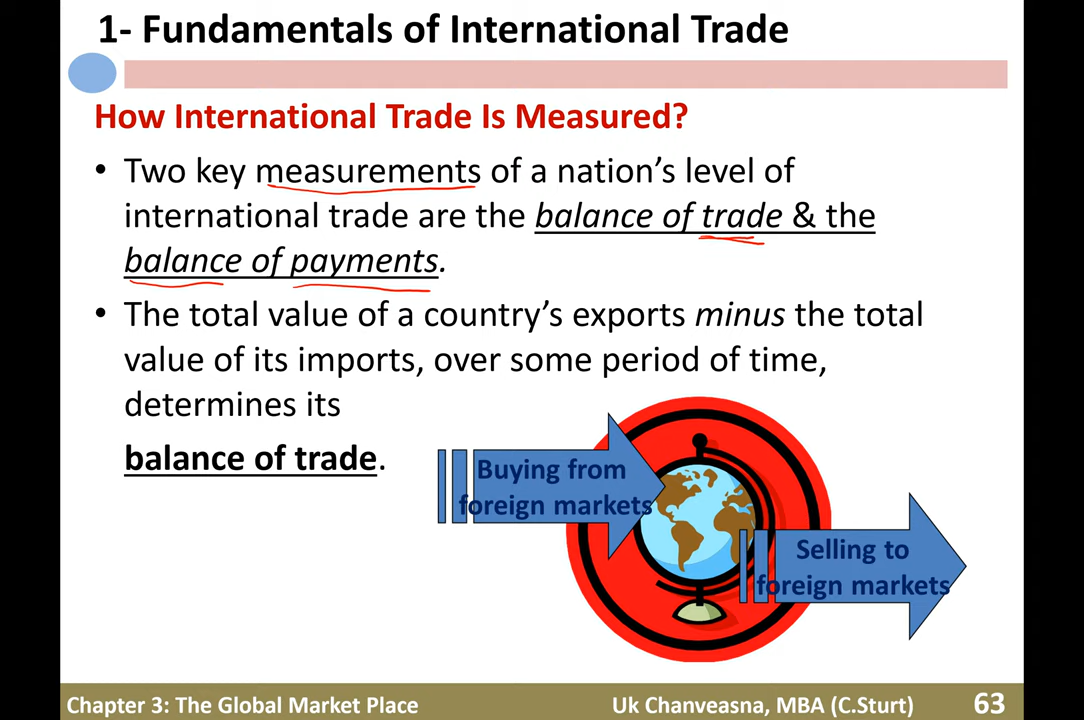 1- Fundamentals of International Trade
How International Trade Is Measured?
• Two key measurements of a nation’s level of
international trade are the balance of trade & the
balance of payments.
• The total value of a country’s exports minus the total
value of its imports, over some period of time,
determines its
balance of trade.
Buying from
foreign markets
Selling to
foreign markets
Chapter 3: The Global Market Place
Uk Chanveasna, MBA (C.Sturt)
63